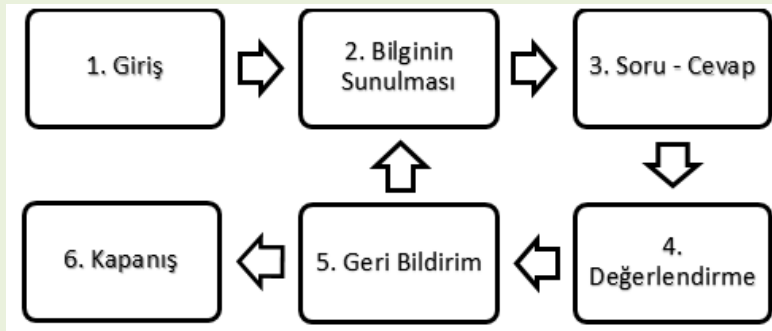 1. Giriş
2. Bilginin
Sunulması
3. Soru - Cevap
4.
Değerlendirme
5. Geri Bildirim
6. Kapanış